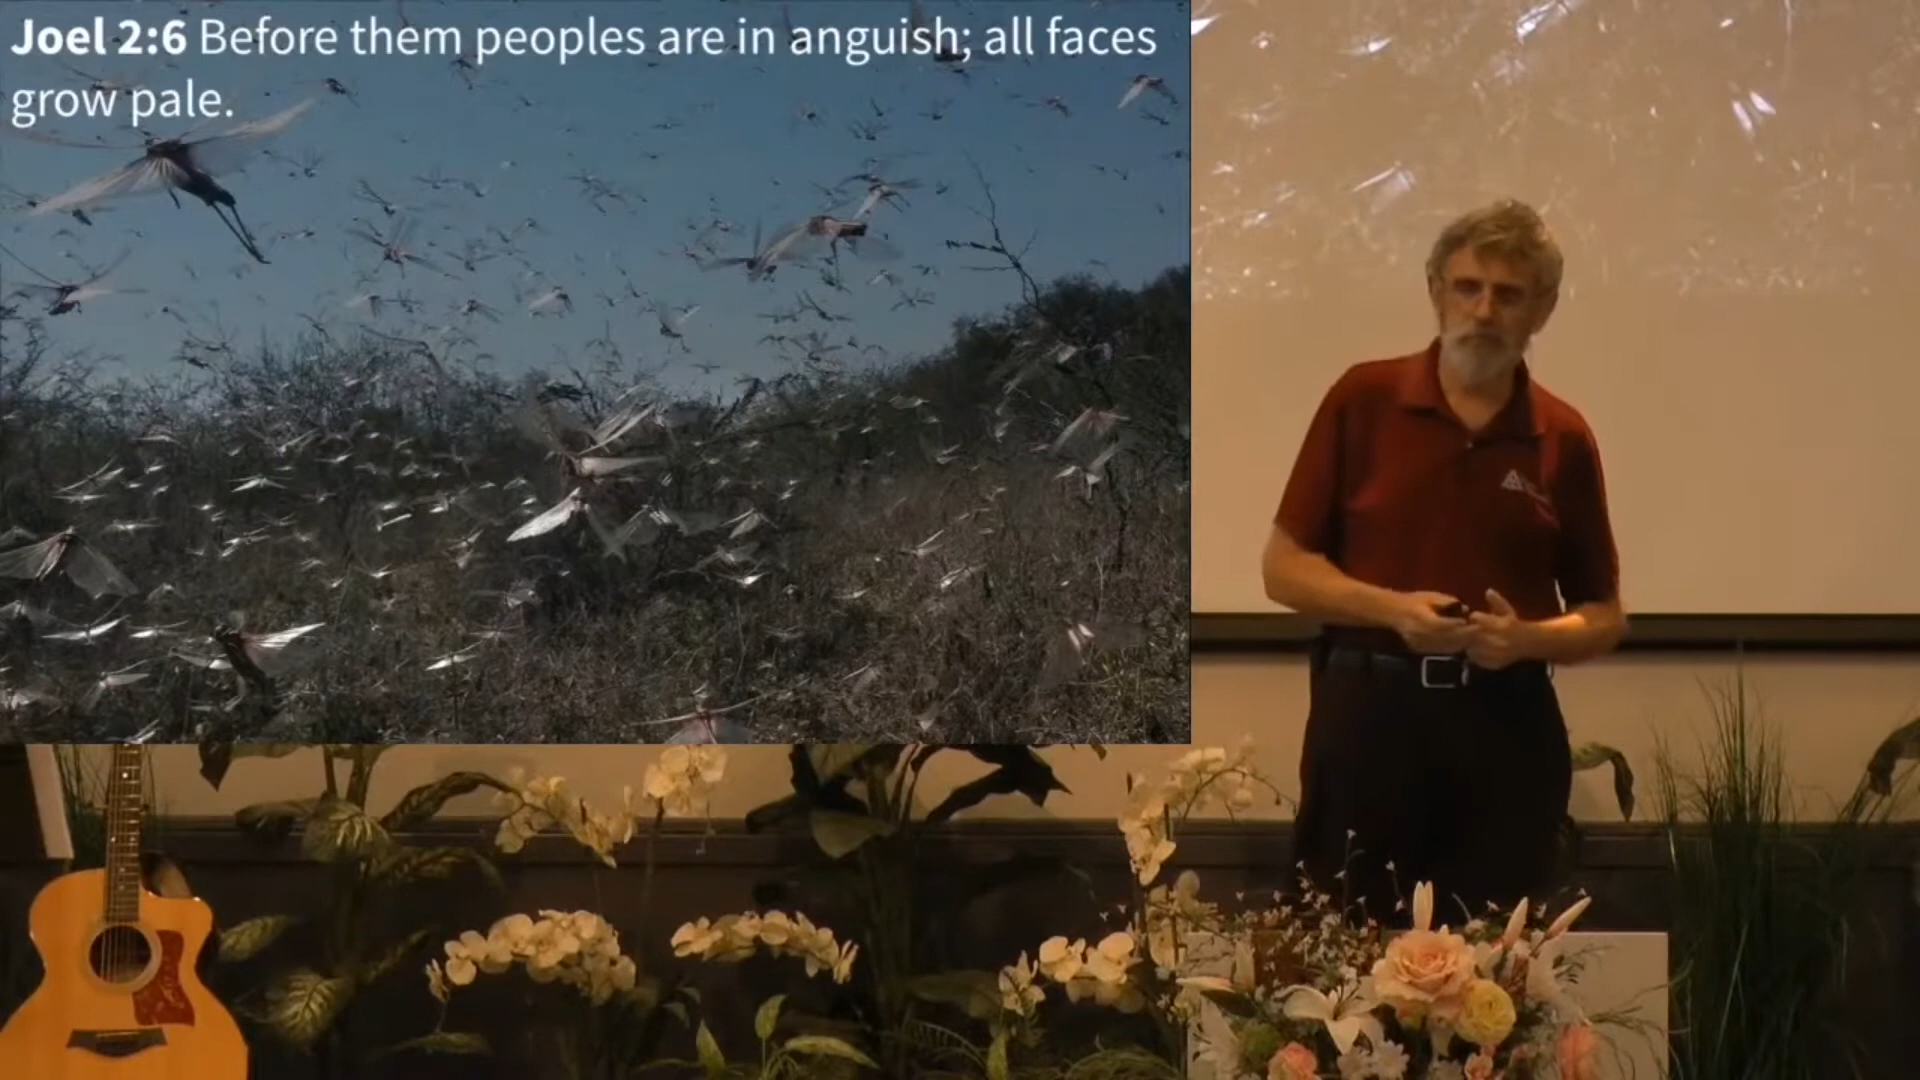 Joel 2:6 Before them peoples are in anguish; all faces
grow pale.